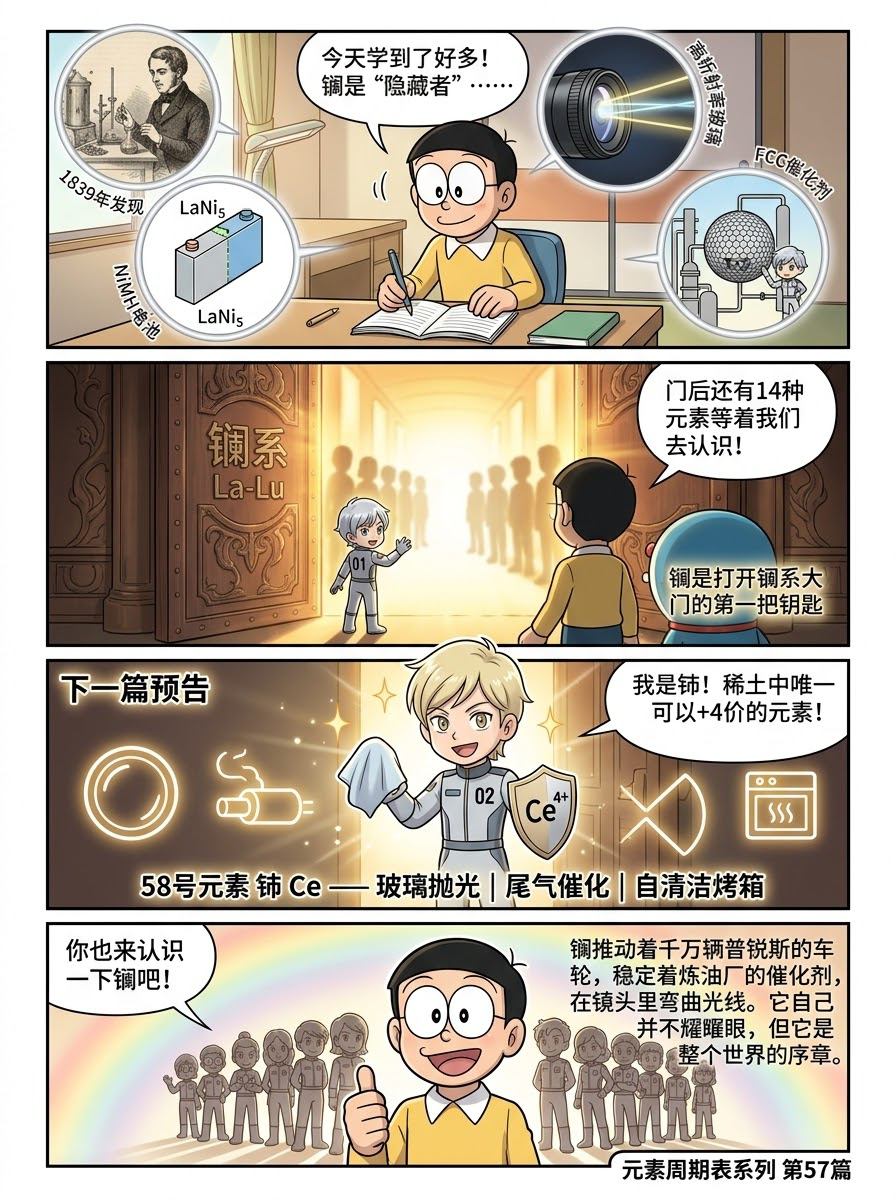 今天学到了好多！
镧是“隐藏者”……
1839年发现
LaNi5
LaNi5
NiMH电池
高折射率玻璃
FCC催化剂
镧系
La-Lu
01
门后还有14种
元素等着我们
去认识！
镧是打开镧系大
门的第一把钥匙
下一篇预告
我是铈！稀土中唯一
可以+4价的元素！
02
Ce4+
58号元素 铈 Ce —— 玻璃抛光 | 尾气催化 | 自清洁烤箱
你也来认识
一下镧吧！
镧推动着千万辆普锐斯的车
轮，稳定着炼油厂的催化剂，
在镜头里弯曲光线。它自己
并不耀矅眼，但它是
整个世界的序章。
元素周期表系列 第57篇